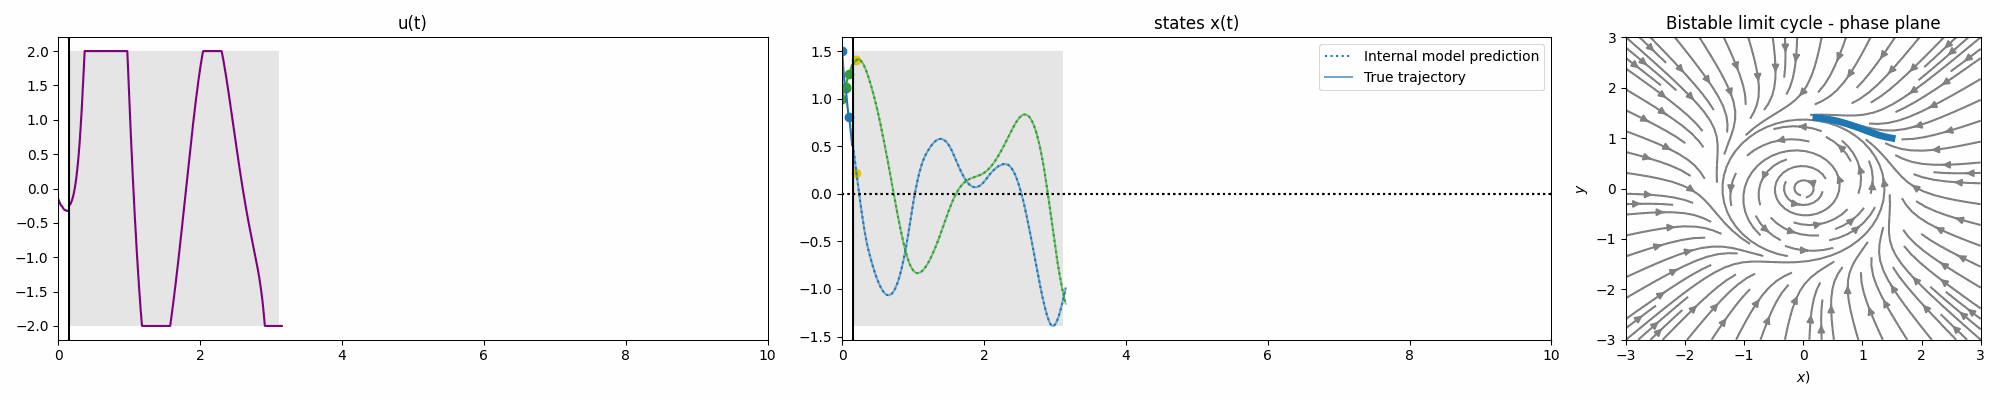 u(t)
2.0
1.5
1.0
0.5
0.0
−0.5
−1.0
−1.5
−2.0
0 2 4 6 8 10
states x(t)
Internal model prediction
True trajectory
1.5
1.0
0.5
0.0
−0.5
−1.0
−1.5
0 2 4 6 8 10
Bistable limit cycle - phase plane
3
2
1
0
−1
−2
−3
y
−3 −2 −1 0 1 2 3
x)